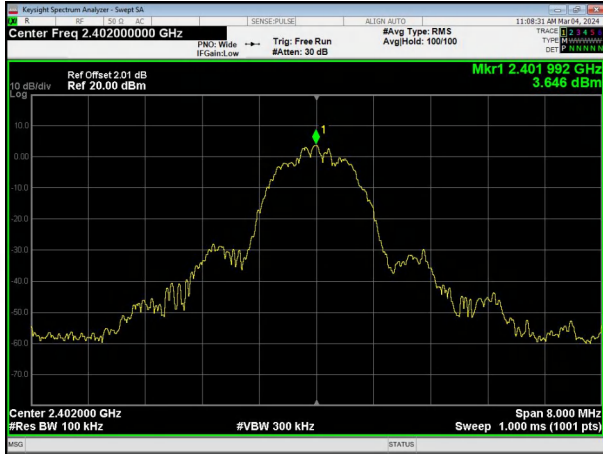 Keysight Spectrum Analyzer - Swept SA
R RF 50 Ω AC SENSE:PULSE ALIGN AUTO 11:08:31 AM Mar 04, 2024
Center Freq 2.402000000 GHz
PNO: Wide
IFGain:Low
Trig: Free Run
#Atten: 30 dB
#Avg Type: RMS
Avg|Hold: 100/100
TRACE 1 2 3 4 5 6
TYPE M WWWWW
DET P N N N N N
Ref Offset 2.01 dB
10 dB/div Ref 20.00 dBm
Log
Mkr1 2.401 992 GHz
3.646 dBm
1
10.0
0.00
-10.0
-20.0
-30.0
-40.0
-50.0
-60.0
-70.0
Center 2.402000 GHz Span 8.000 MHz
#Res BW 100 kHz #VBW 300 kHz Sweep 1.000 ms (1001 pts)
MSG STATUS